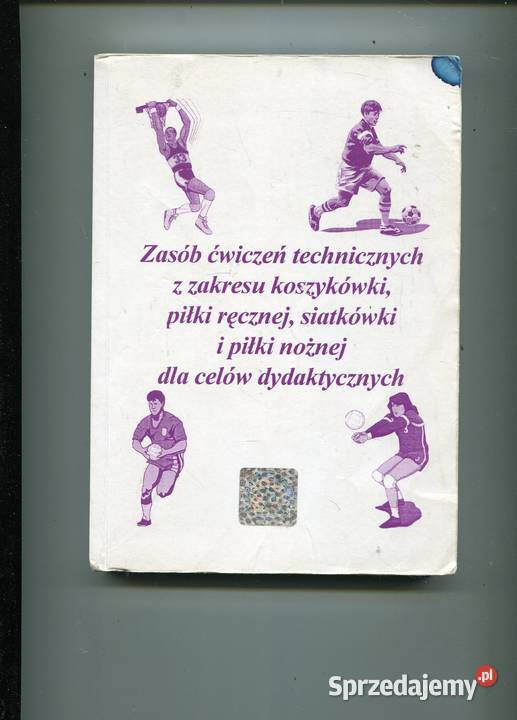 Zasób ćwiczeń technicznych
z zakresu koszykówki,
piłki ręcznej, siatkówki
i piłki nożnej
dla celów dydaktycznych
Sprzedajemy.pl